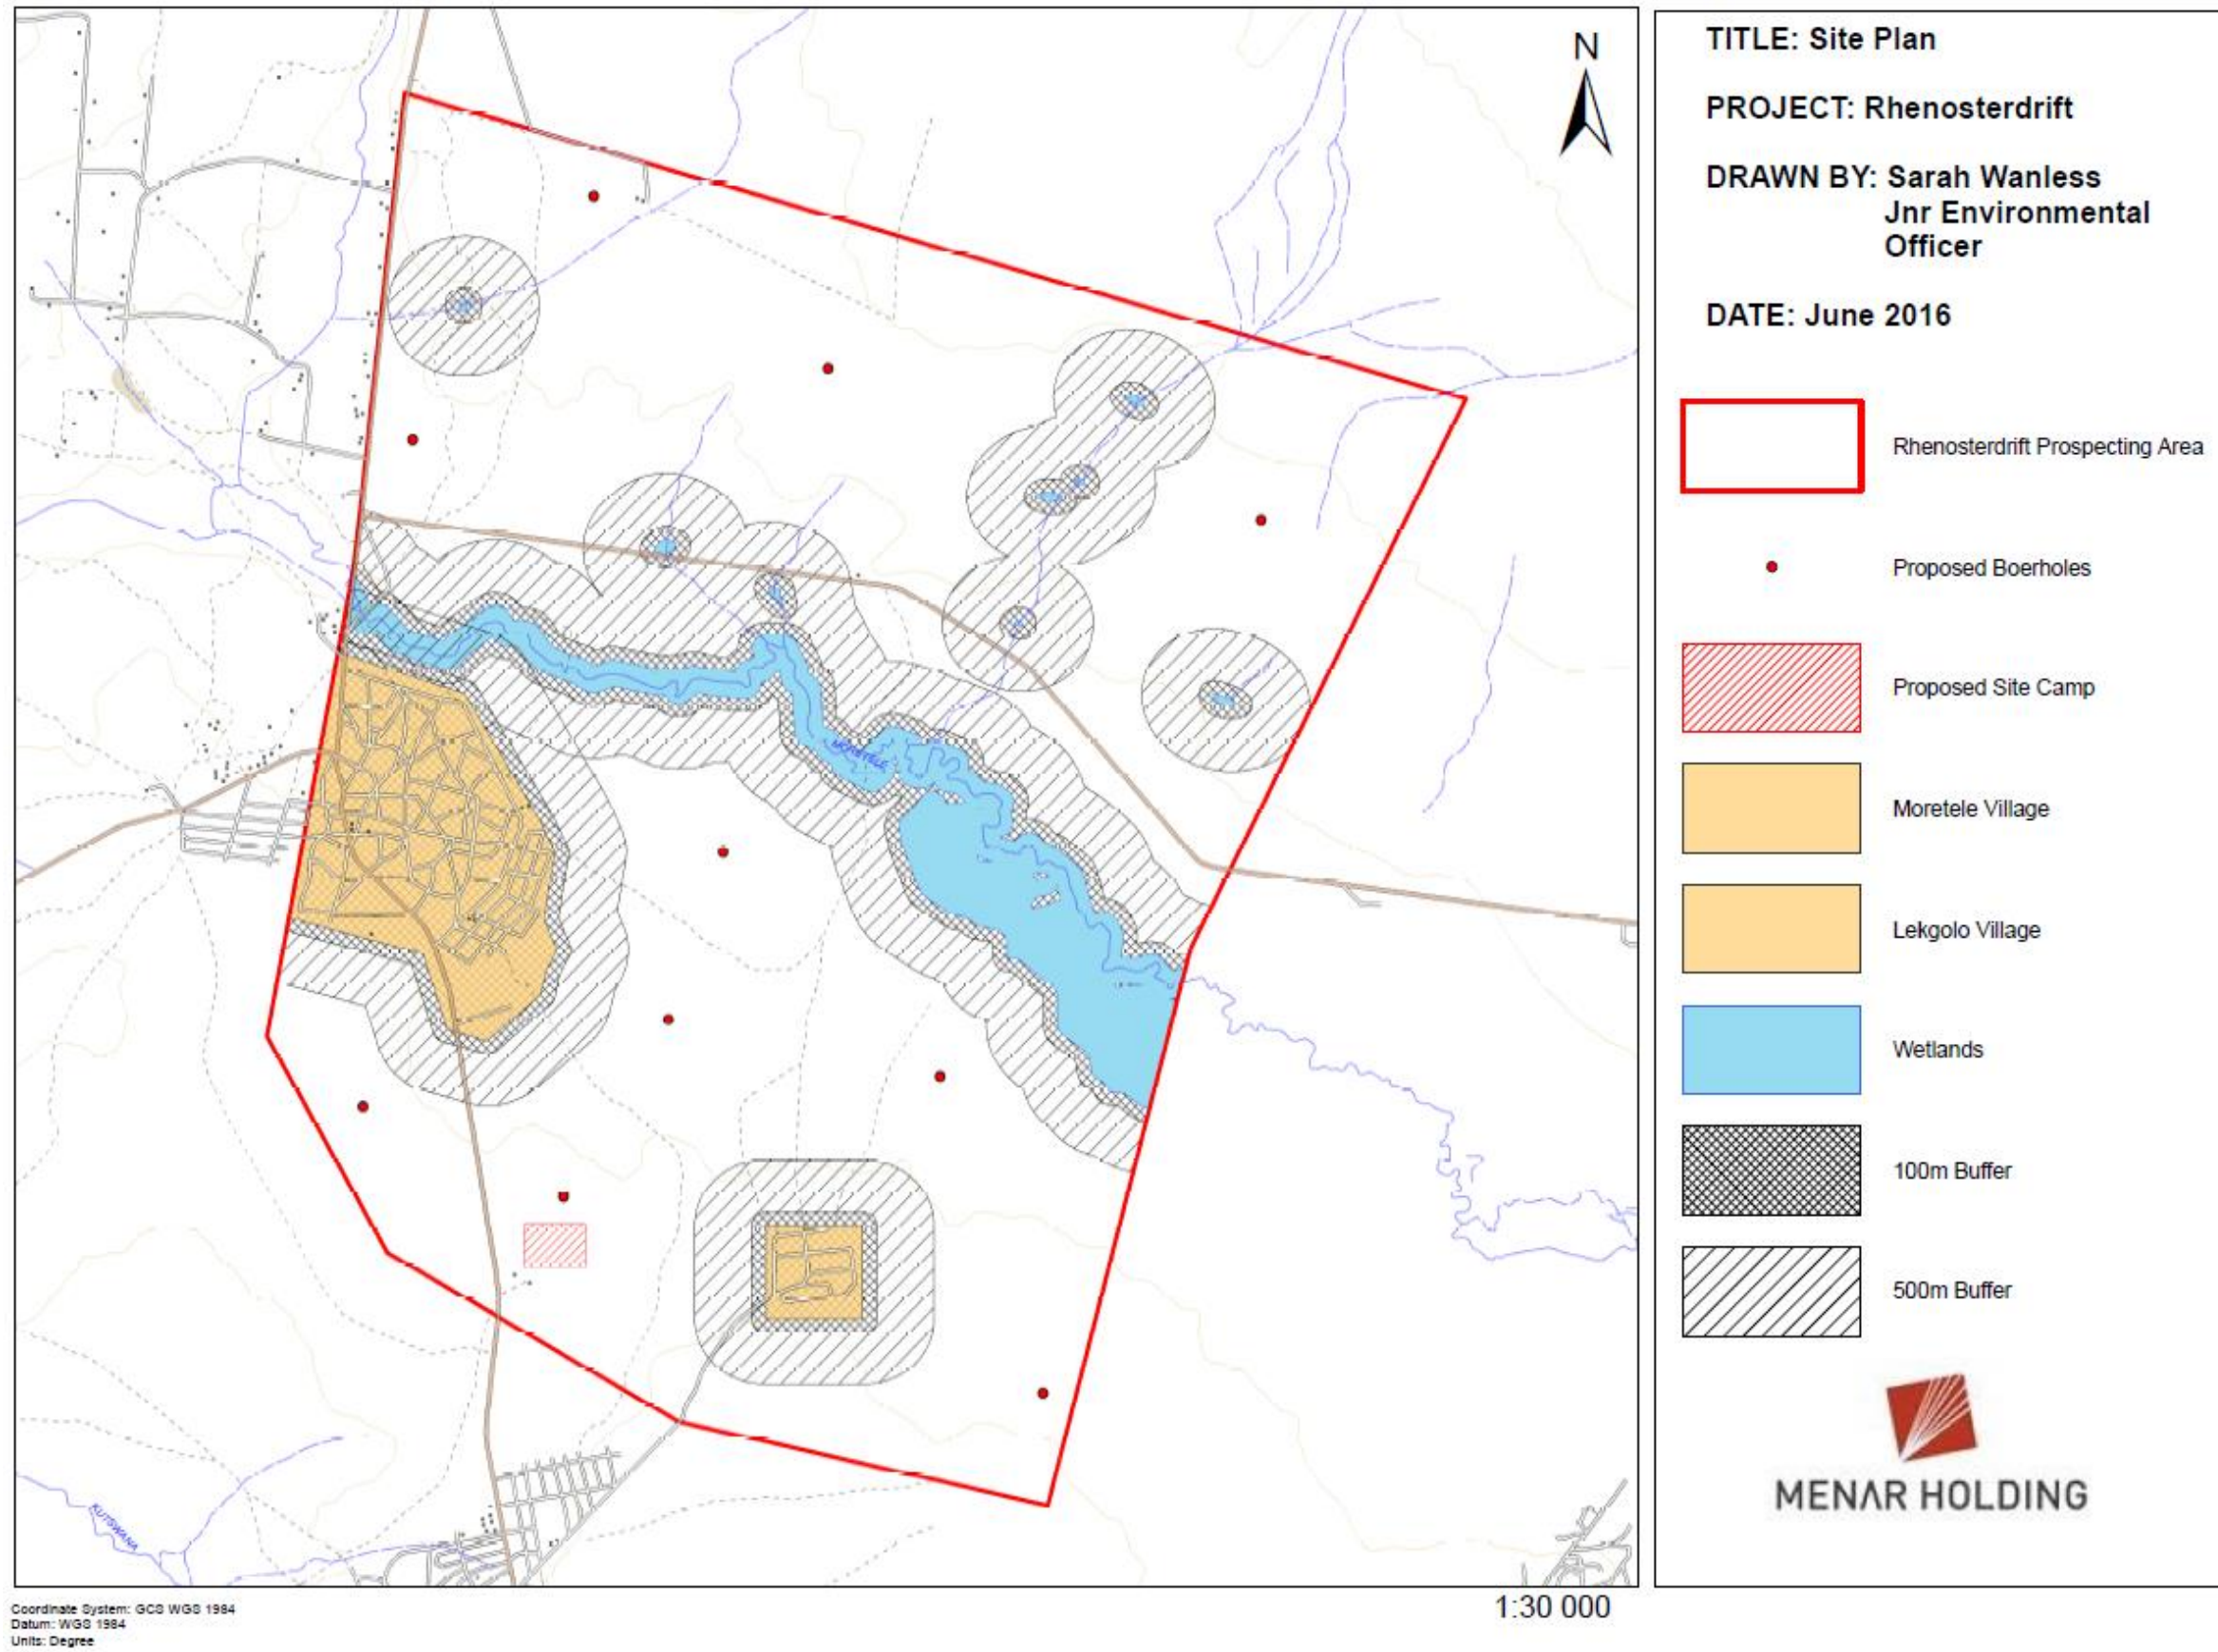 N
MORETELE
KUTSWANA
1:30 000
Coordinate System: GCS WGS 1984
Datum: WGS 1984
Units: Degree
TITLE: Site Plan
PROJECT: Rhenosterdrift
DRAWN BY: Sarah Wanless
Jnr Environmental
Officer
DATE: June 2016
Rhenosterdrift Prospecting Area
Proposed Boerholes
Proposed Site Camp
Moretele Village
Lekgolo Village
Wetlands
100m Buffer
500m Buffer
MENAR HOLDING